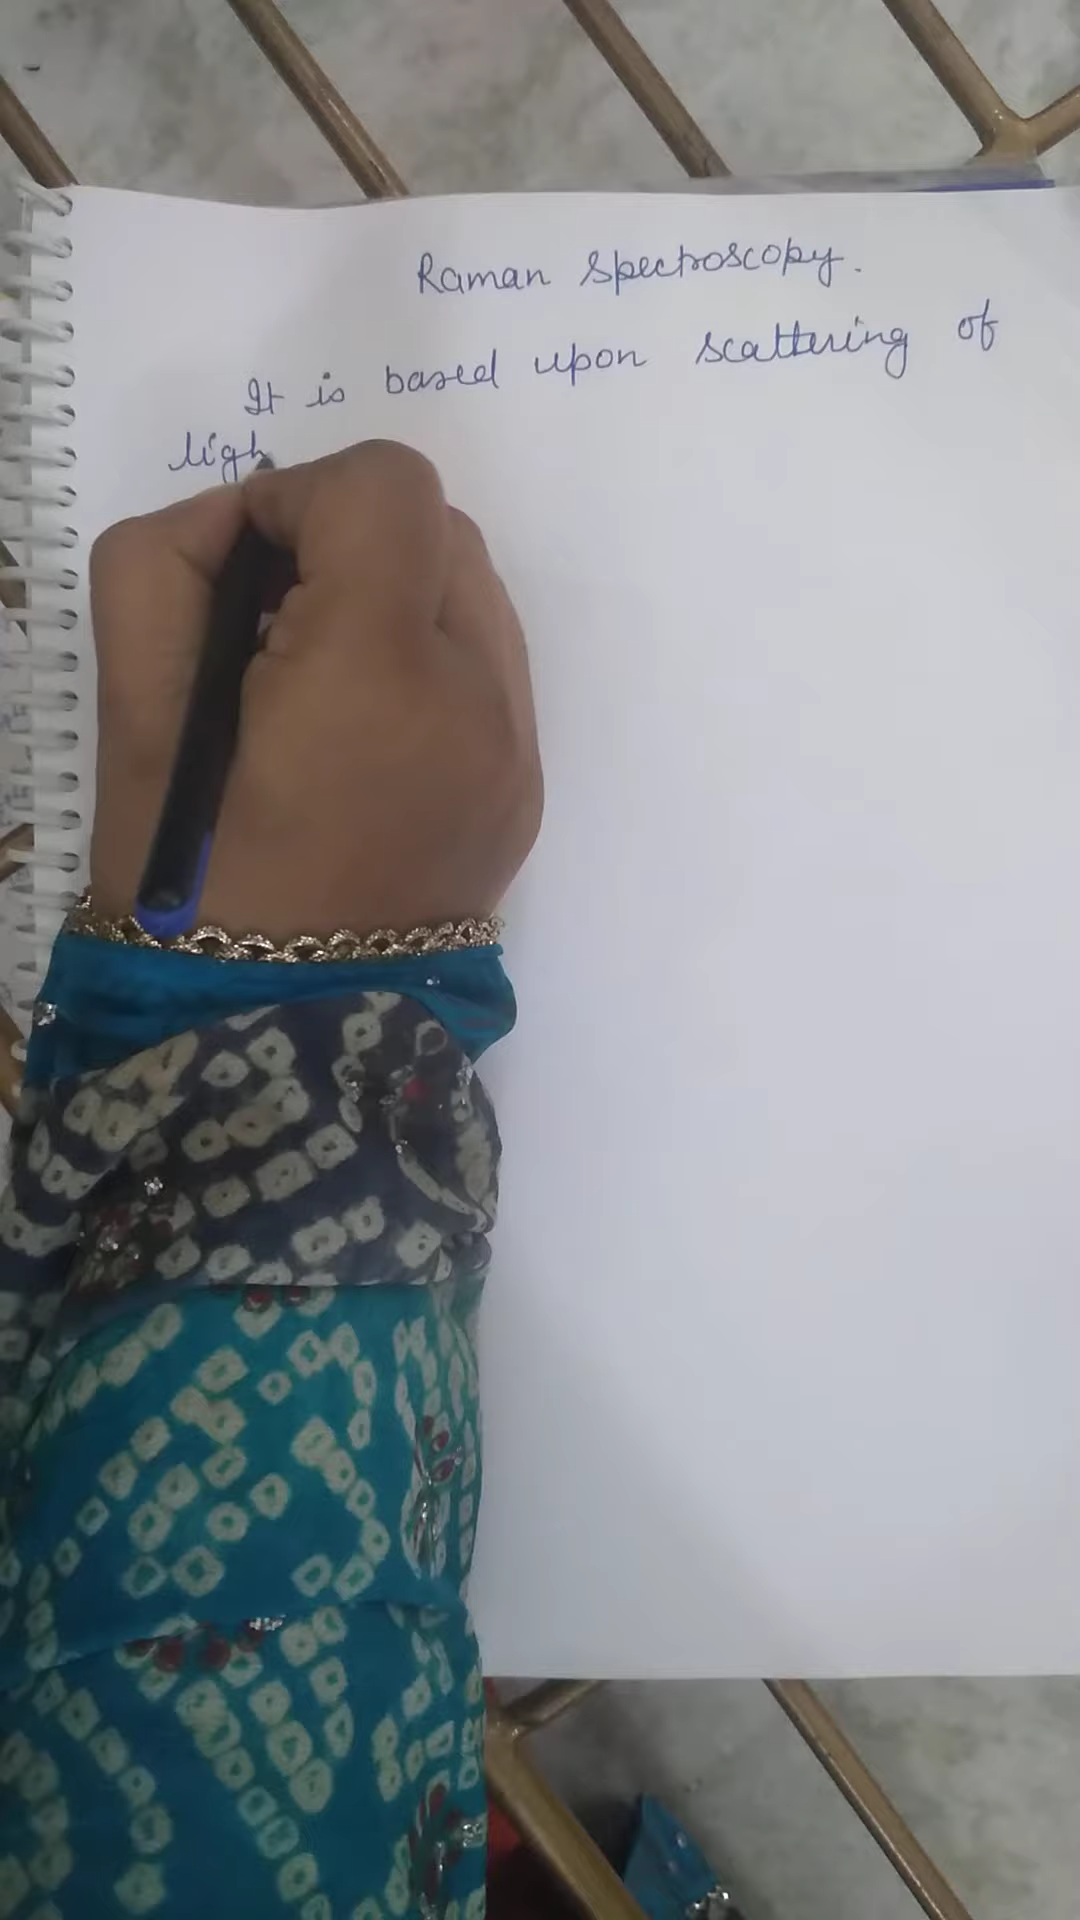 Raman Spectroscopy.
It is based upon scattering of
ligh